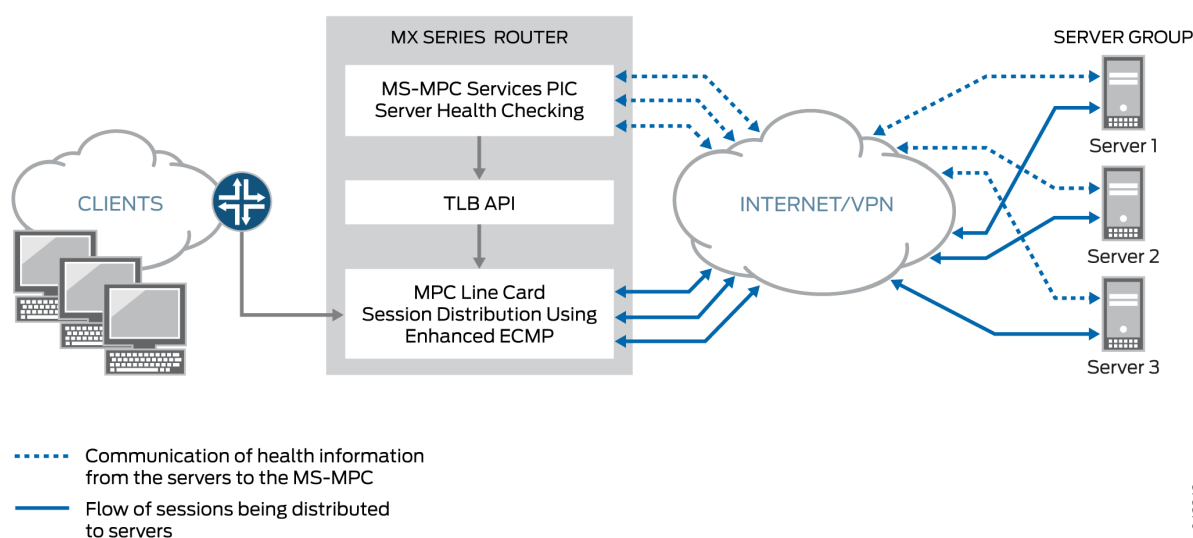 MX SERIES ROUTER
SERVER GROUP
MS-MPC Services PIC
Server Health Checking
Server 1
CLIENTS
TLB API
INTERNET/VPN
Server 2
MPC Line Card
Session Distribution Using
Enhanced ECMP
Server 3
Communication of health information
from the servers to the MS-MPC
Flow of sessions being distributed
to servers